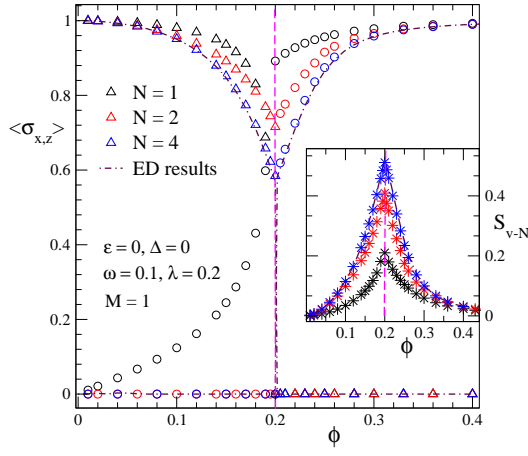 1
0.8
0.6
0.4
0.2
0
<σx,z>
N = 1
N = 2
N = 4
ED results
ε=0, Δ=0
ω=0.1, λ=0.2
M = 1
0 0.1 0.2 0.3 0.4
ϕ
0.4
0.2
0
S v-N
0.1 0.2 0.3 0.4
ϕ